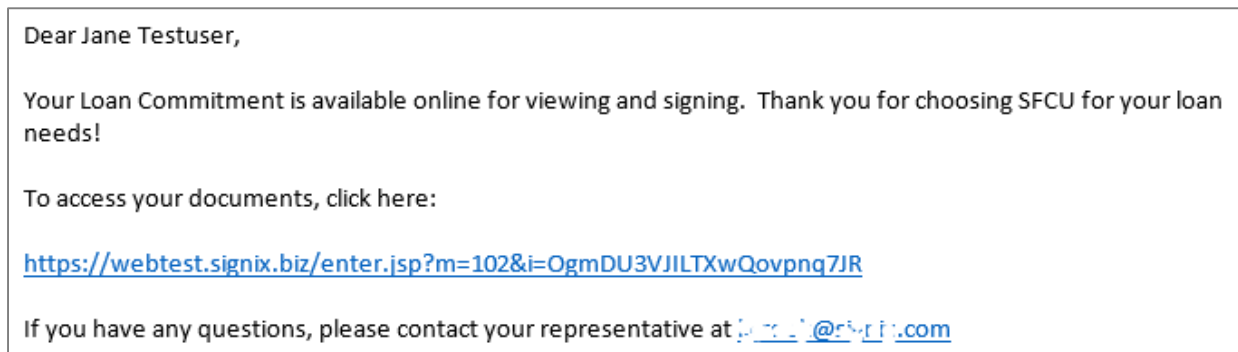 Dear Jane Testuser,
Your Loan Commitment is available online for viewing and signing.  Thank you for choosing SFCU for your loan
needs!
To access your documents, click here:
https://webtest.signix.biz/enter.jsp?m=102&i=OgmDU3VJILTXwQovpnq7JR
If you have any questions, please contact your representative at